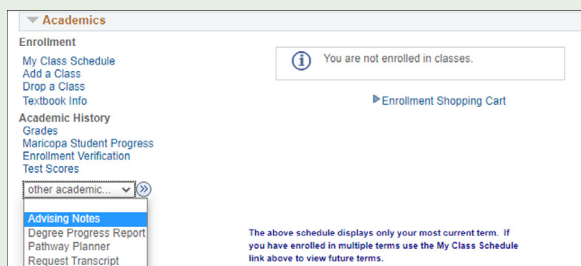 Academics
Enrollment
My Class Schedule
Add a Class
Drop a Class
Textbook Info
Academic History
Grades
Maricopa Student Progress
Enrollment Verification
Test Scores
other academic...
Advising Notes
Degree Progress Report
Pathway Planner
Request Transcript
You are not enrolled in classes.
Enrollment Shopping Cart
The above schedule displays only your most current term. If
you have enrolled in multiple terms use the My Class Schedule
link above to view future terms.